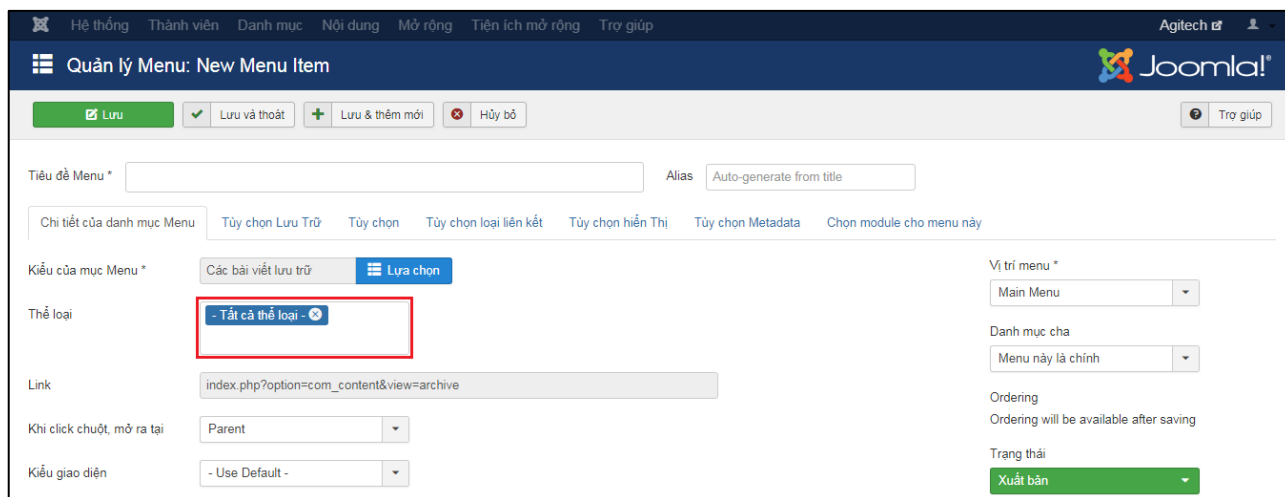 Hệ thống Thành viên Danh mục Nội dung Mở rộng Tiện ích mở rộng Trợ giúp Agitech
Quản lý Menu: New Menu Item Joomla!®
Lưu Lưu và thoát Lưu & thêm mới Hủy bỏ Trợ giúp
Tiêu đề Menu * Alias Auto-generate from title
Chi tiết của danh mục Menu Tùy chọn Lưu Trữ Tùy chọn Tùy chọn loại liên kết Tùy chọn hiển Thị Tùy chọn Metadata Chọn module cho menu này
Kiểu của mục Menu * Các bài viết lưu trữ Lựa chọn
Vị trí menu *
Main Menu
Thể loại - Tất cả thể loại -
Danh mục cha
Menu này là chính
Link index.php?option=com_content&view=archive
Ordering
Ordering will be available after saving
Khi click chuột, mở ra tại Parent
Trạng thái
Kiểu giao diện - Use Default -
Xuất bản